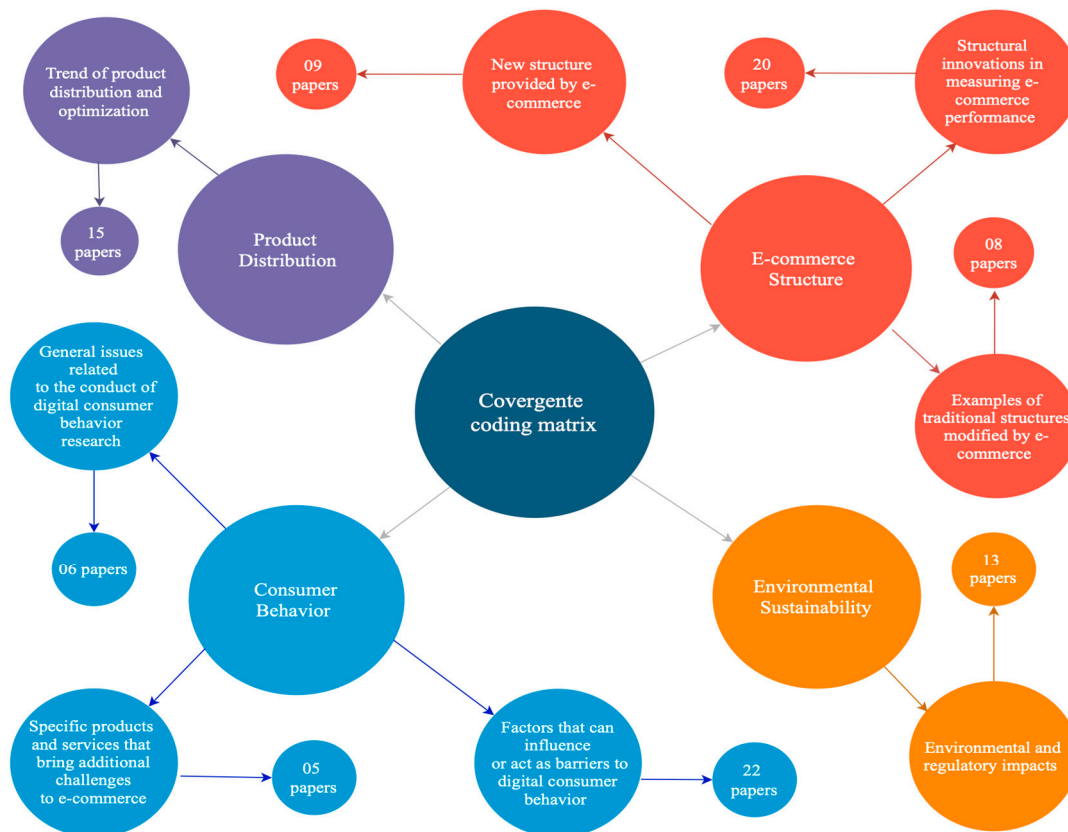 Trend of product
distribution and
optimization
09
papers
New structure
provided by e-
commerce
20
papers
Structural
innovations in
measuring e-
commerce
performance
15
papers
Product
Distribution
E-commerce
Structure
08
papers
General issues
related
to the conduct of
digital consumer
behavior
research
Covergente
coding matrix
Examples of
traditional structures
modified by e-
commerce
06 papers
Consumer
Behavior
Environmental
Sustainability
13
papers
Specific products
and services that
bring additional
challenges
to e-commerce
05
papers
Factors that can
influence
or act as barriers to
digital consumer
behavior
22
papers
Environmental and
regulatory impacts